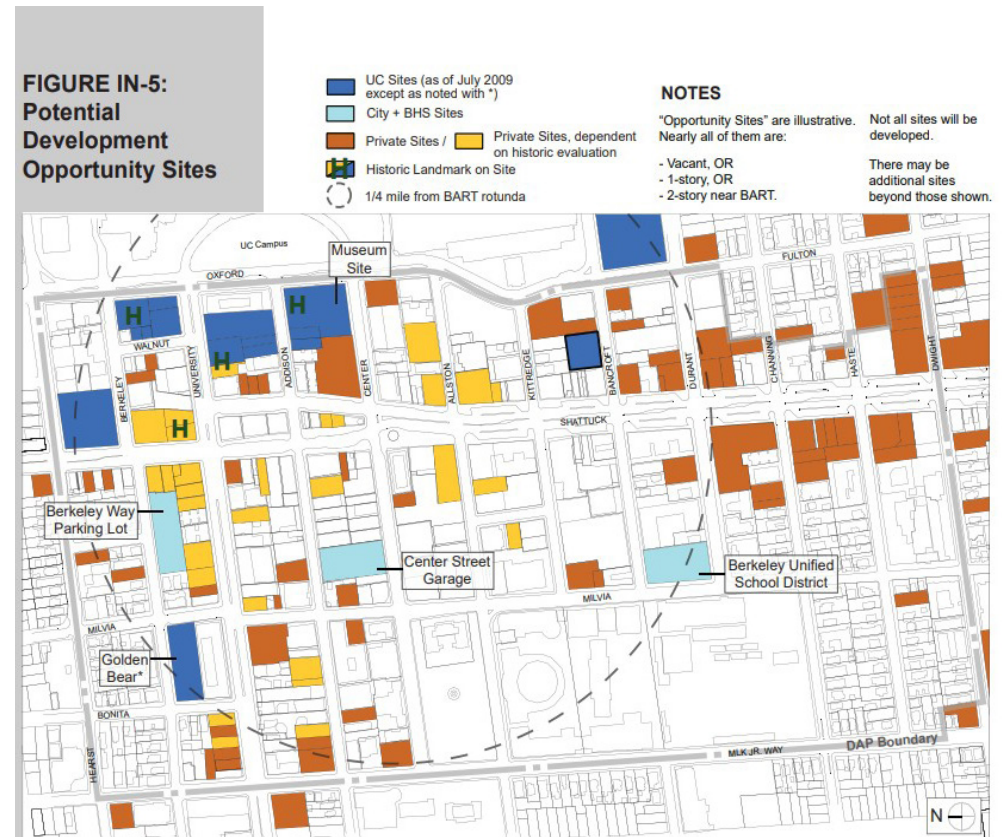 FIGURE IN-5:
Potential
Development
Opportunity Sites
UC Sites (as of July 2009
except as noted with *)
City + BHS Sites
Private Sites /
Private Sites, dependent
on historic evaluation
H
Historic Landmark on Site
1/4 mile from BART rotunda
NOTES
“Opportunity Sites” are illustrative.
Nearly all of them are:
- Vacant, OR
- 1-story, OR
- 2-story near BART.
Not all sites will be
developed.
There may be
additional sites
beyond those shown.
UC Campus
OXFORD
Museum
Site
FULTON
H
H
H
H
WALNUT
BERKELEY
UNIVERSITY
ADDISON
CENTER
ALLSTON
KITTREDGE
BANCROFT
DURANT
CHANNING
HASTE
DWIGHT
SHATTUCK
Berkeley Way
Parking Lot
Center Street
Garage
Berkeley Unified
School District
MILVIA
MILVIA
Golden
Bear*
BONITA
HEARST
MLK JR. WAY
DAP Boundary
N